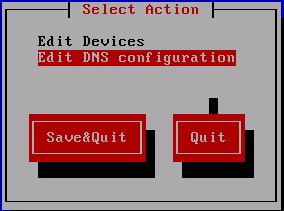 Select Action
Edit Devices
Edit DNS configuration
Save&Quit Quit